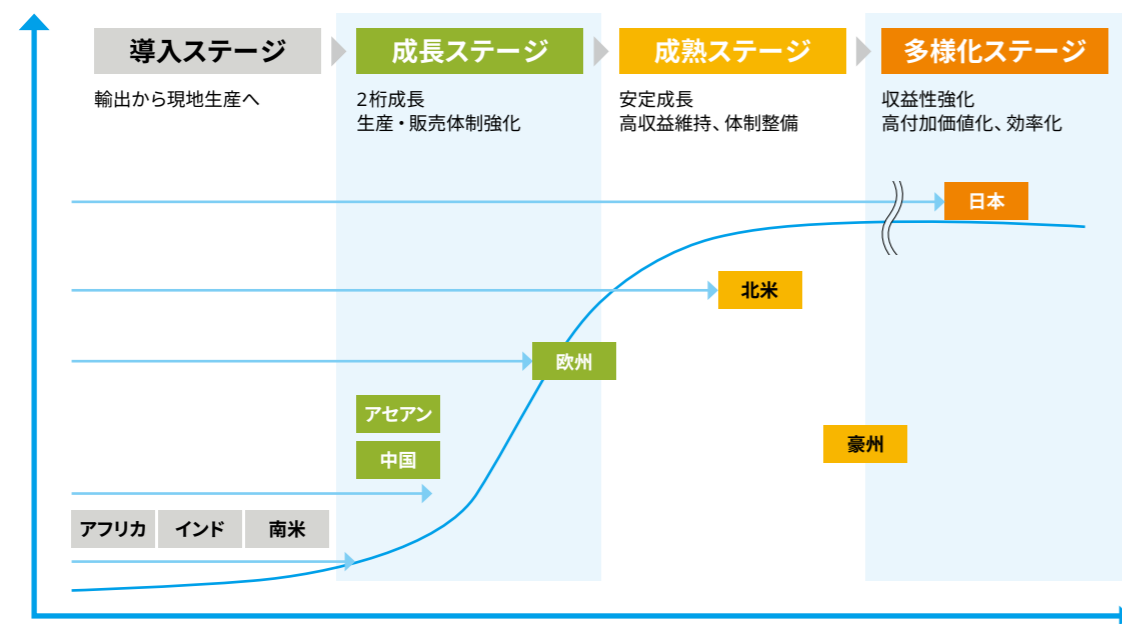 導入ステージ
輸出から現地生産へ
成長ステージ
2桁成長
生産・販売体制強化
成熟ステージ
安定成長
高収益維持、体制整備
多様化ステージ
収益性強化
高付加価値化、効率化
日本
北米
欧州
アセアン
中国
豪州
アフリカ
インド
南米